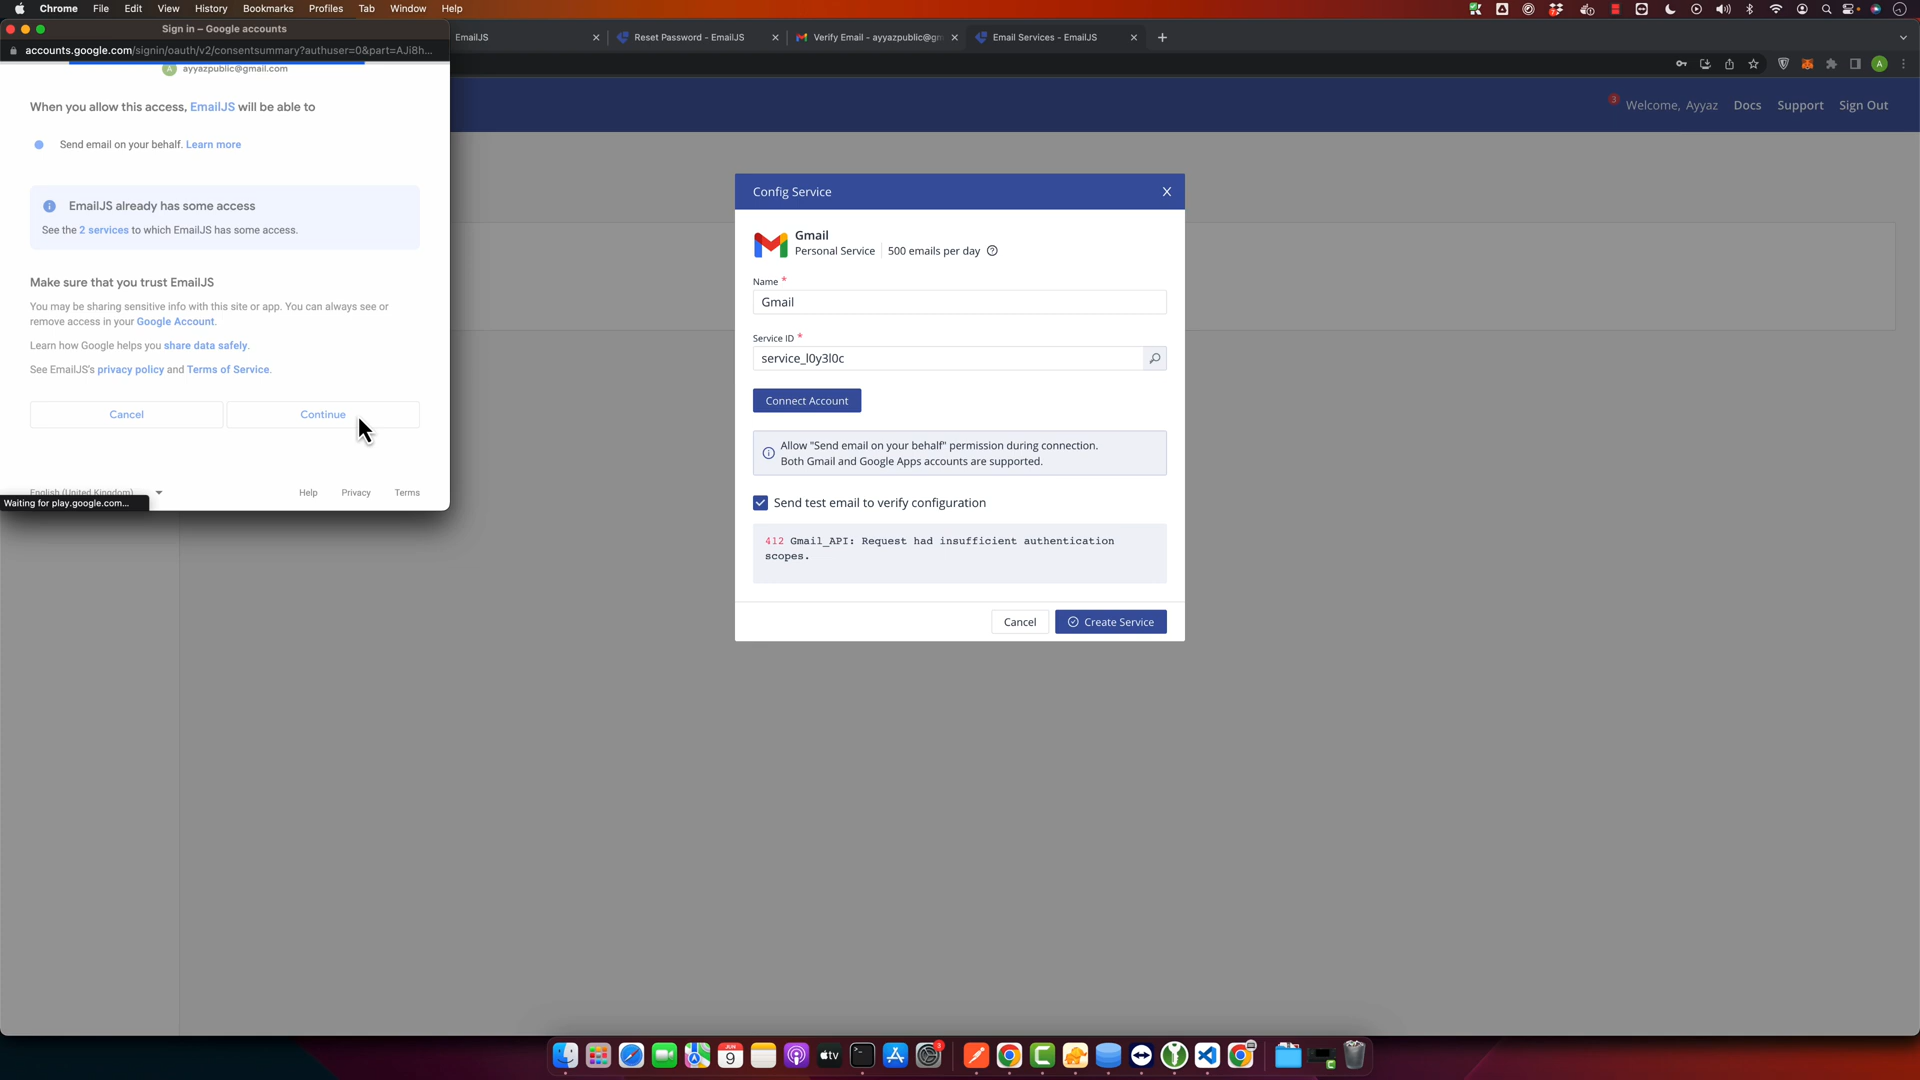 Chrome File Edit View History Bookmarks Profiles Tab Window Help
Sign in – Google accounts
accounts.google.com/signin/oauth/v2/consentsummary?authuser=0&part=AJi8h...
EmailJS
Reset Password - EmailJS
Verify Email - ayyazpublic@gm
Email Services - EmailJS
A
A ayyazpublic@gmail.com
3 Welcome, Ayyaz Docs Support Sign Out
When you allow this access, EmailJS will be able to
Send email on your behalf. Learn more
EmailJS already has some access
See the 2 services to which EmailJS has some access.
Make sure that you trust EmailJS
You may be sharing sensitive info with this site or app. You can always see or
remove access in your Google Account.
Learn how Google helps you share data safely.
See EmailJS's privacy policy and Terms of Service.
Cancel
Continue
English (United Kingdom)
Help
Privacy
Terms
Waiting for play.google.com...
Config Service
Gmail
Personal Service 500 emails per day
Name *
Gmail
Service ID *
service_l0y3l0c
Connect Account
Allow "Send email on your behalf" permission during connection.
Both Gmail and Google Apps accounts are supported.
Send test email to verify configuration
412 Gmail_API: Request had insufficient authentication
scopes.
Cancel
Create Service
JUN
9
tv
3